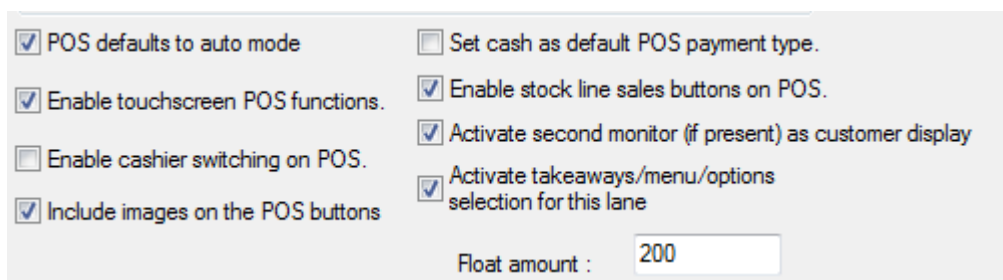 POS defaults to auto mode
Enable touchscreen POS functions.
Enable cashier switching on POS.
Include images on the POS buttons
Set cash as default POS payment type.
Enable stock line sales buttons on POS.
Activate second monitor (if present) as customer display
Activate takeaways/menu/options
selection for this lane
Float amount :
200